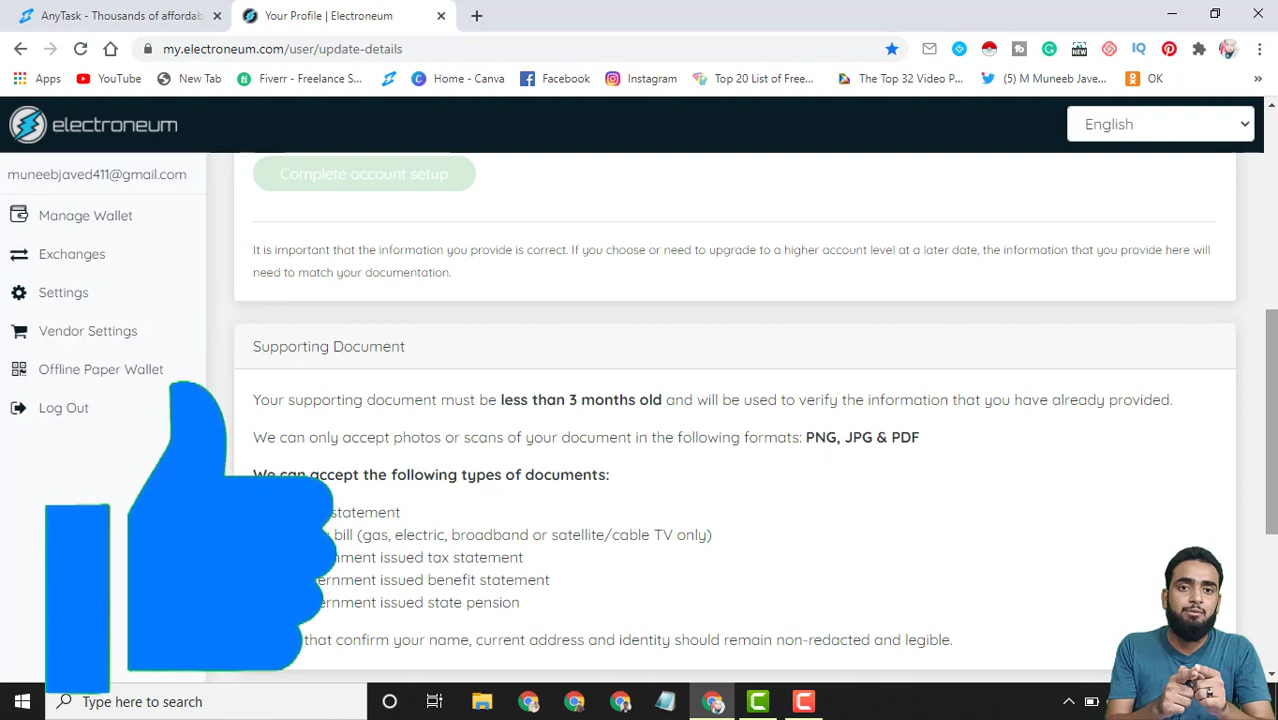 AnyTask - Thousands of affordab
Your Profile | Electroneum
my.electroneum.com/user/update-details
NEW
IQ
Apps
YouTube
New Tab
Fiverr - Freelance S...
Home - Canva
Facebook
Instagram
Top 20 List of Free...
The Top 32 Video P...
(5) M Muneeb Jave...
OK
electroneum
English
muneebjaved411@gmail.com
Manage Wallet
Exchanges
Settings
Vendor Settings
Offline Paper Wallet
Log Out
Complete account setup
It is important that the information you provide is correct. If you choose or need to upgrade to a higher account level at a later date, the information that you provide here will
need to match your documentation.
Supporting Document
Your supporting document must be less than 3 months old and will be used to verify the information that you have already provided.
We can only accept photos or scans of your document in the following formats: PNG, JPG & PDF
We can accept the following types of documents:
statement
bill (gas, electric, broadband or satellite/cable TV only)
issued tax statement
issued benefit statement
issued state pension
that confirm your name, current address and identity should remain non-redacted and legible.
Type here to search